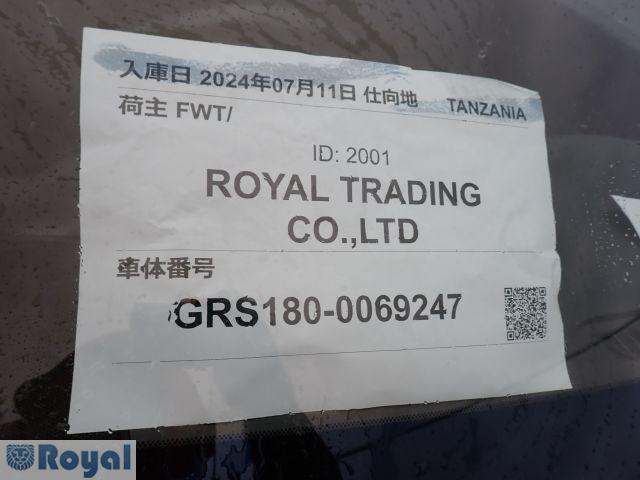 入庫日 2024年07月11日 仕向地 TANZANIA
荷主 FWT/
ID: 2001
ROYAL TRADING
CO.,LTD
車体番号
GRS180-0069247
Royal